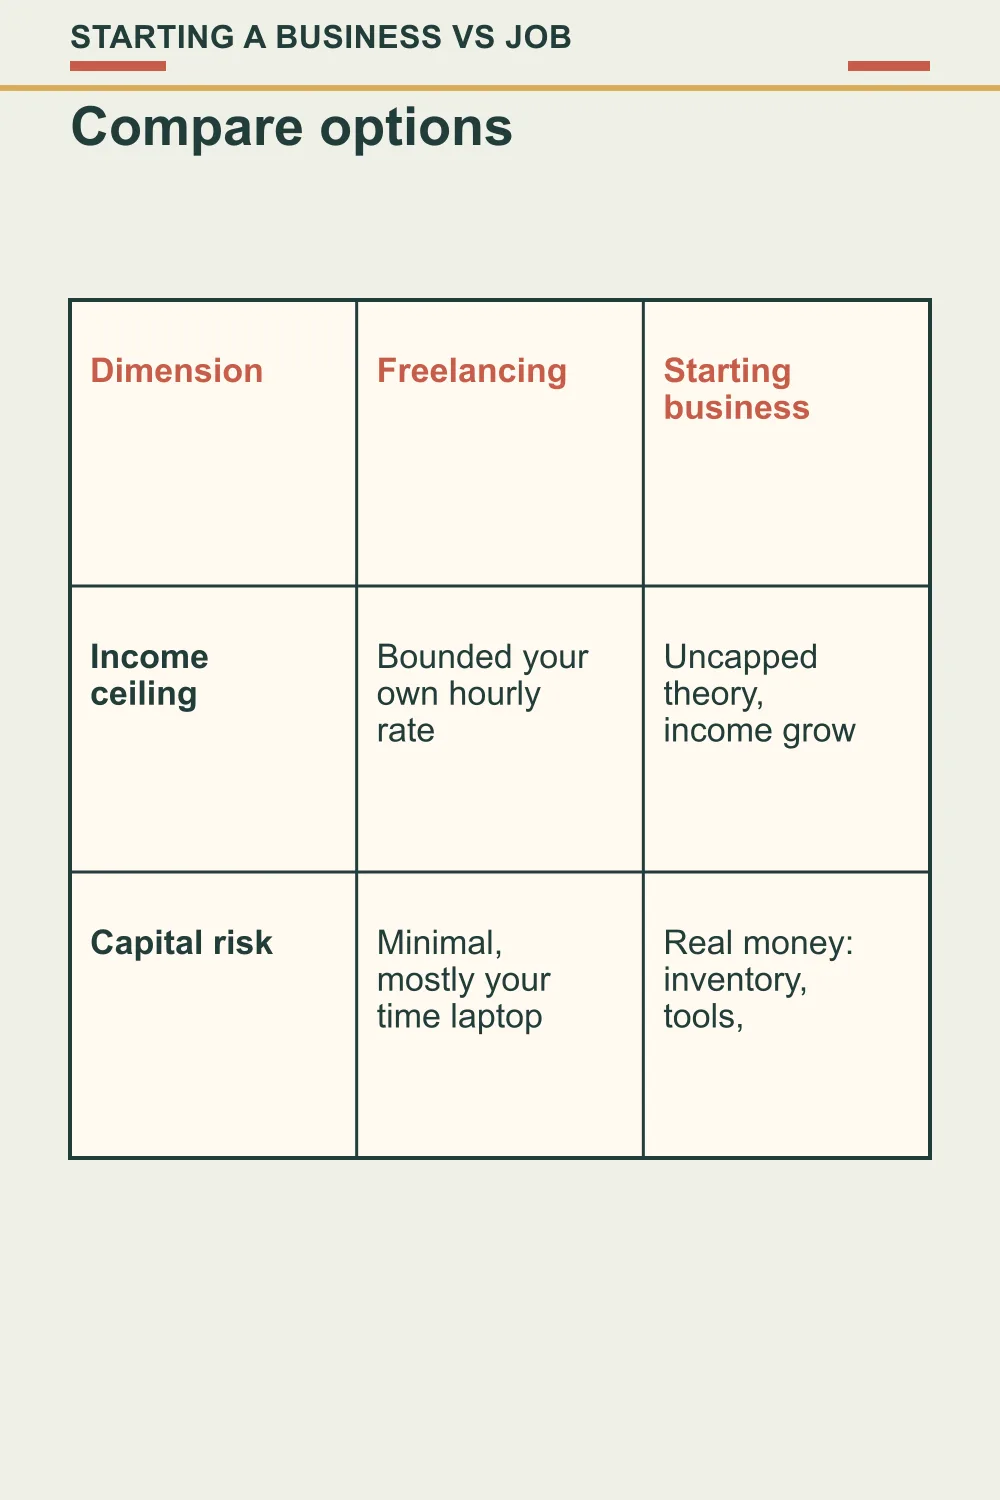 STARTING A BUSINESS VS JOB
Compare options
Dimension
Freelancing
Starting
business
Income
ceiling
Bounded your
own hourly
rate
Uncapped
theory,
income grow
Capital risk
Minimal,
mostly your
time laptop
Real money:
inventory,
tools,